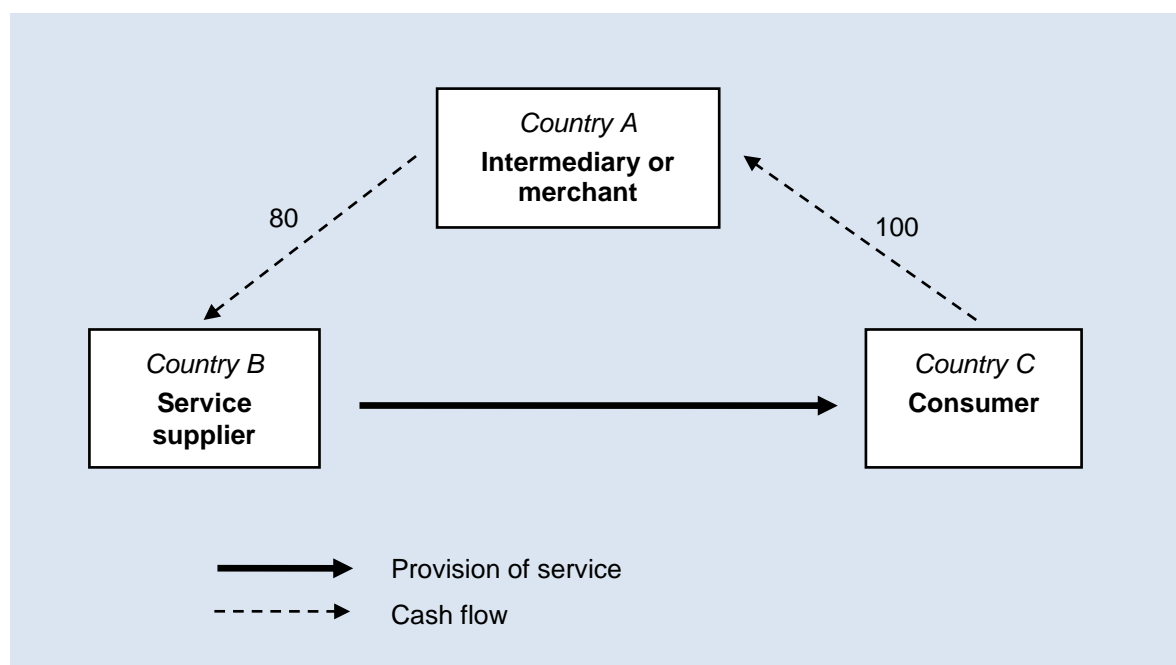 Country A
Intermediary or
merchant
80
100
Country B
Service
supplier
Country C
Consumer
Provision of service
Cash flow